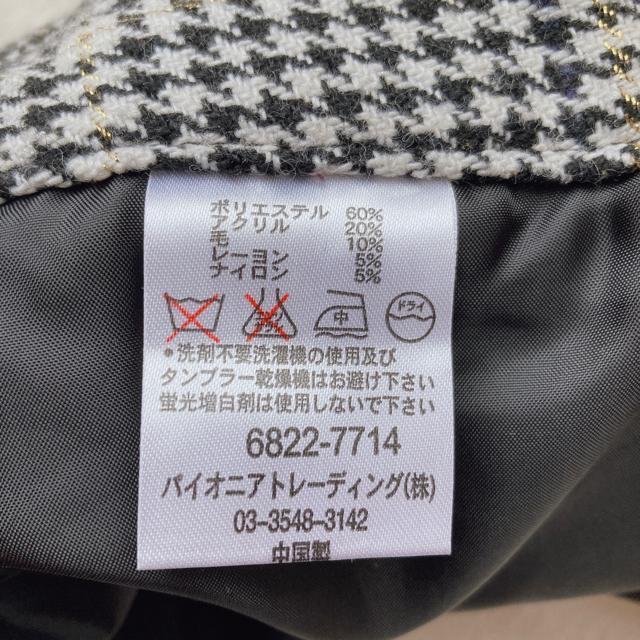 ポリエステル 60%
アクリル 20%
毛 10%
レーヨン 5%
ナイロン 5%
中 ドライ
•洗剤不要洗濯機の使用及び
タンブラー乾燥機はお避け下さい
蛍光増白剤は使用しないで下さい
6822-7714
パイオニアトレーディング(株)
03-3548-3142
中国製